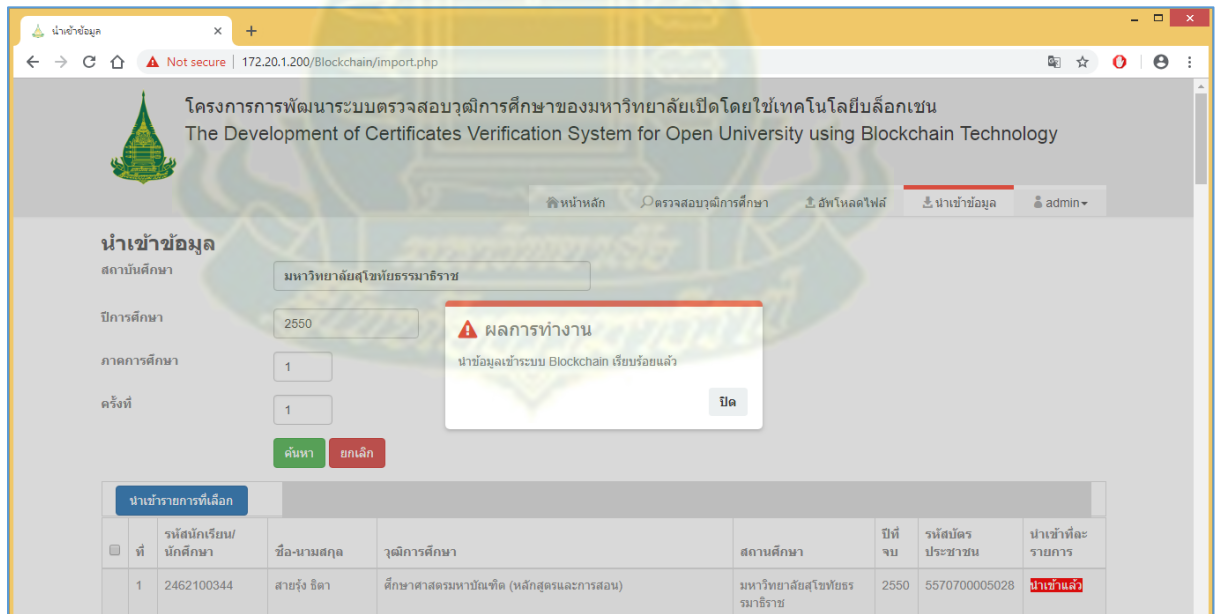 นำเข้าข้อมูล
Not secure | 172.20.1.200/Blockchain/import.php
โครงการการพัฒนาระบบตรวจสอบวุฒิการศึกษาของมหาวิทยาลัยเปิดโดยใช้เทคโนโลยีบล็อกเชน
The Development of Certificates Verification System for Open University using Blockchain Technology
หน้าหลัก ตรวจสอบวุฒิการศึกษา อัพโหลดไฟล์ นำเข้าข้อมูล admin
นำเข้าข้อมูล
สถาบันศึกษา มหาวิทยาลัยสุโขทัยธรรมาธิราช
ปีการศึกษา 2550
ภาคการศึกษา 1
ครั้งที่ 1
ผลการทำงาน
นำข้อมูลเข้าระบบ Blockchain เรียบร้อยแล้ว
ปิด
ค้นหา ยกเลิก
นำเข้ารายการที่เลือก
ที่ รหัสนักเรียน/นักศึกษา ชื่อ-นามสกุล วุฒิการศึกษา สถานศึกษา ปีที่จบ รหัสบัตรประชาชน นำเข้าทีละรายการ
1 2462100344 สายรุ้ง ธิตา ศึกษาศาสตรมหาบัณฑิต (หลักสูตรและการสอน) มหาวิทยาลัยสุโขทัยธรรมาธิราช 2550 5570700005028 นำเข้าแล้ว